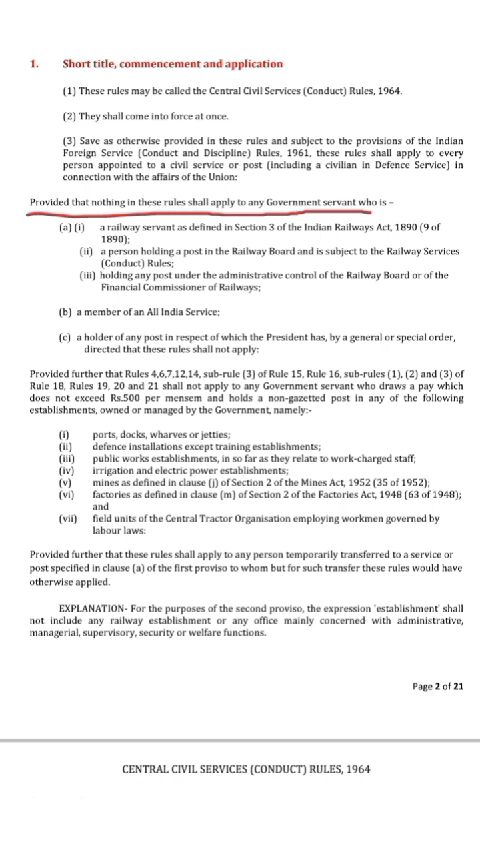 1. Short title, commencement and application
(1) These rules may be called the Central Civil Services (Conduct) Rules, 1964.
(2) They shall come into force at once.
(3) Save as otherwise provided in these rules and subject to the provisions of the Indian
Foreign Service (Conduct and Discipline) Rules, 1961, these rules shall apply to every
person appointed to a civil service or post (including a civilian in Defence Service) in
connection with the affairs of the Union:
Provided that nothing in these rules shall apply to any Government servant who is –
(a) (i) a railway servant as defined in Section 3 of the Indian Railways Act, 1890 (9 of
1890);
(ii) a person holding a post in the Railway Board and is subject to the Railway Services
(Conduct) Rules;
(iii) holding any post under the administrative control of the Railway Board or of the
Financial Commissioner of Railways;
(b) a member of an All India Service;
(c) a holder of any post in respect of which the President has, by a general or special order,
directed that these rules shall not apply:
Provided further that Rules 4,6,7,12,14, sub-rule (3) of Rule 15, Rule 16, sub-rules (1), (2) and (3) of
Rule 18, Rules 19, 20 and 21 shall not apply to any Government servant who draws a pay which
does not exceed Rs.500 per mensem and holds a non-gazetted post in any of the following
establishments, owned or managed by the Government, namely:-
(i) ports, docks, wharves or jetties;
(ii) defence installations except training establishments;
(iii) public works establishments, in so far as they relate to work-charged staff;
(iv) irrigation and electric power establishments;
(v) mines as defined in clause (j) of Section 2 of the Mines Act, 1952 (35 of 1952);
(vi) factories as defined in clause (m) of Section 2 of the Factories Act, 1948 (63 of 1948);
and
(vii) field units of the Central Tractor Organisation employing workmen governed by
labour laws:
Provided further that these rules shall apply to any person temporarily transferred to a service or
post specified in clause (a) of the first proviso to whom but for such transfer these rules would have
otherwise applied.
EXPLANATION- For the purposes of the second proviso, the expression 'establishment' shall
not include any railway establishment or any office mainly concerned with administrative,
managerial, supervisory, security or welfare functions.
Page 2 of 21
CENTRAL CIVIL SERVICES (CONDUCT) RULES, 1964